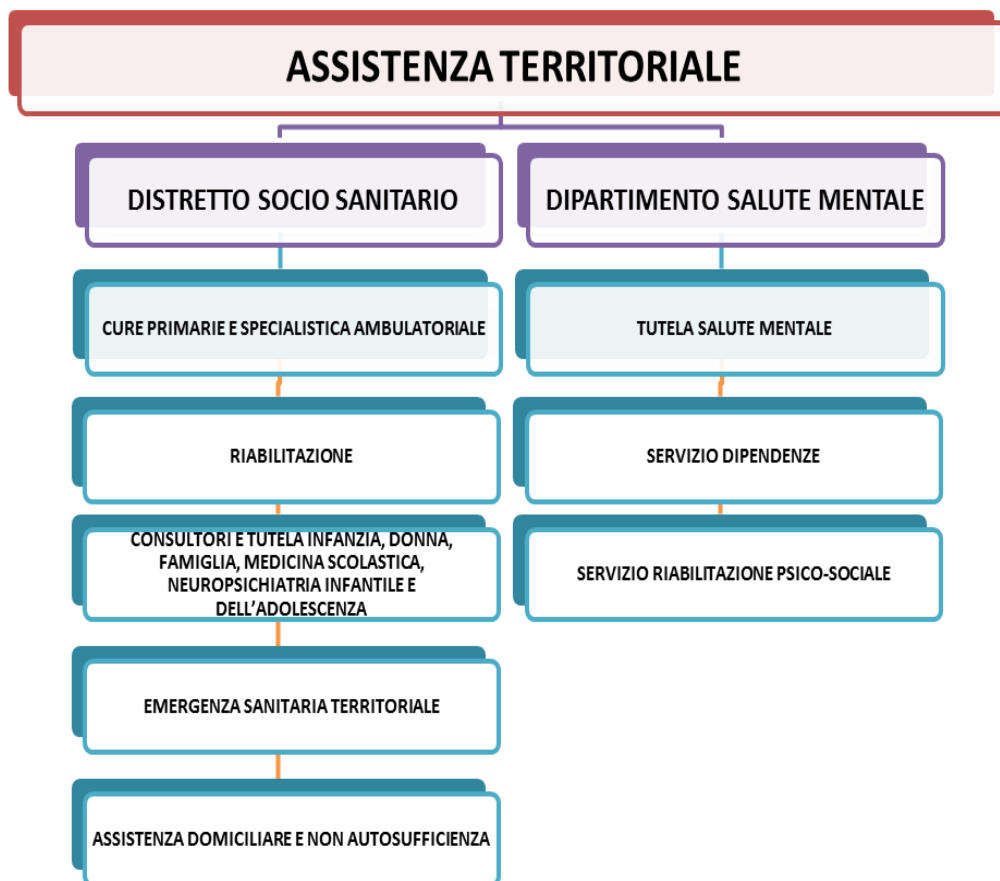 ASSISTENZA TERRITORIALE
DISTRETTO SOCIO SANITARIO
DIPARTIMENTO SALUTE MENTALE
CURE PRIMARIE E SPECIALISTICA AMBULATORIALE
TUTELA SALUTE MENTALE
RIABILITAZIONE
SERVIZIO DIPENDENZE
CONSULTORI E TUTELA INFANZIA, DONNA,
FAMIGLIA, MEDICINA SCOLASTICA,
NEUROPSICHIATRIA INFANTILE E
DELL’ADOLESCENZA
SERVIZIO RIABILITAZIONE PSICO-SOCIALE
EMERGENZA SANITARIA TERRITORIALE
ASSISTENZA DOMICILIARE E NON AUTOSUFFICIENZA